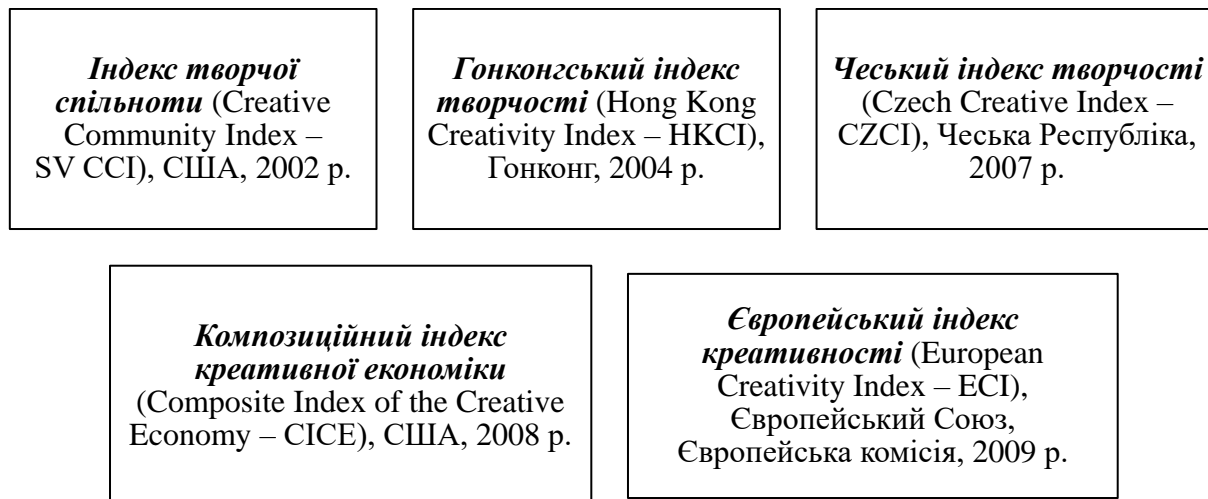 Індекс творчої
спільноти (Creative
Community Index –
SV CCI), США, 2002 р.
Гонконгський індекс
творчості (Hong Kong
Creativity Index – HKCI),
Гонконг, 2004 р.
Чеський індекс творчості
(Czech Creative Index –
CZCI), Чеська Республіка,
2007 р.
Композиційний індекс
креативної економіки
(Composite Index of the Creative
Economy – CICE), США, 2008 р.
Європейський індекс
креативності (European
Creativity Index – ECI),
Європейський Союз,
Європейська комісія, 2009 р.